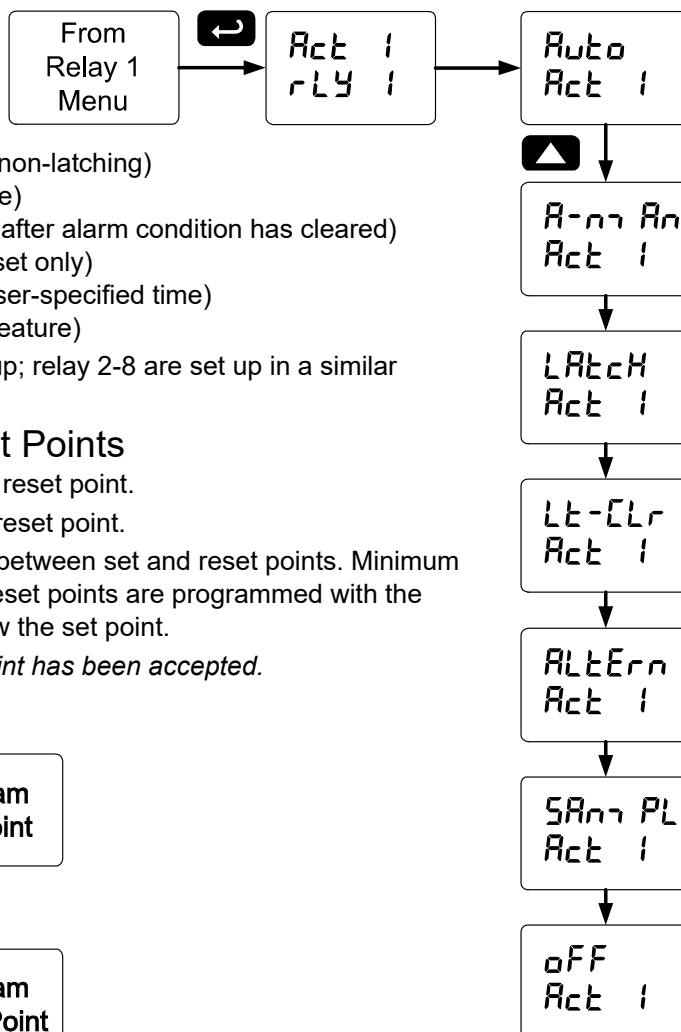 From
Relay 1
Menu
Act 1
rLY 1
Auto
Act 1
non-latching)
e)
after alarm condition has cleared)
set only)
ser-specified time)
eature)
up; relay 2-8 are set up in a similar
A-mAn
Act 1
LAtcH
Act 1
t Points
reset point.
reset point.
between set and reset points. Minimum
eset points are programmed with the
w the set point.
int has been accepted.
Lt-CLr
Act 1
ALtErn
Act 1
am
oint
SAmPL
Act 1
am
Point
oFF
Act 1